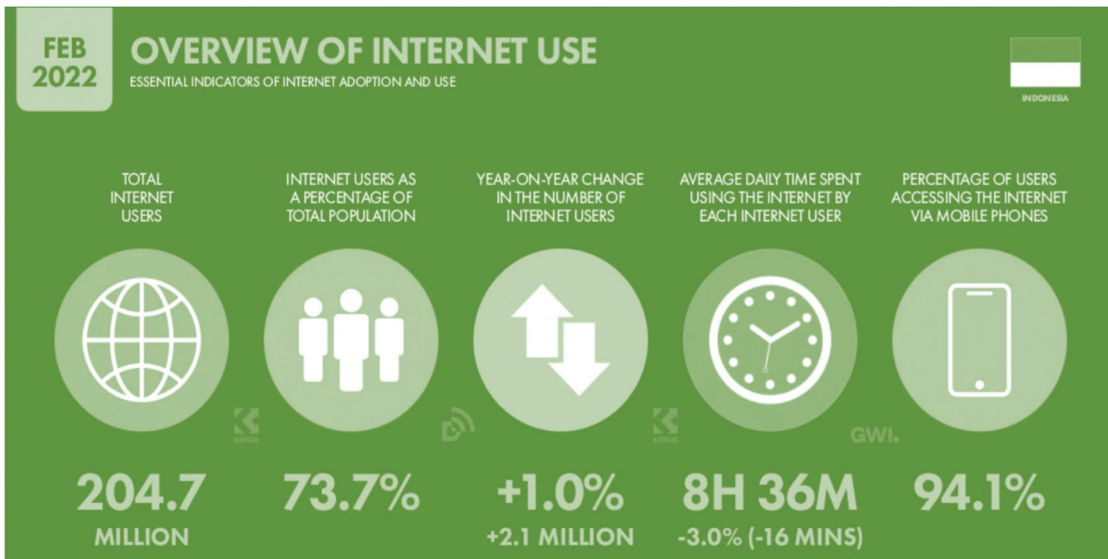 FEB
2022
OVERVIEW OF INTERNET USE
ESSENTIAL INDICATORS OF INTERNET ADOPTION AND USE
INDONESIA
TOTAL
INTERNET
USERS
INTERNET USERS AS
A PERCENTAGE OF
TOTAL POPULATION
YEAR-ON-YEAR CHANGE
IN THE NUMBER OF
INTERNET USERS
AVERAGE DAILY TIME SPENT
USING THE INTERNET BY
EACH INTERNET USER
PERCENTAGE OF USERS
ACCESSING THE INTERNET
VIA MOBILE PHONES
KEPIOS
KEPIOS
GWI.
204.7
MILLION
73.7%
+1.0%
+2.1 MILLION
8H 36M
-3.0% (-16 MINS)
94.1%